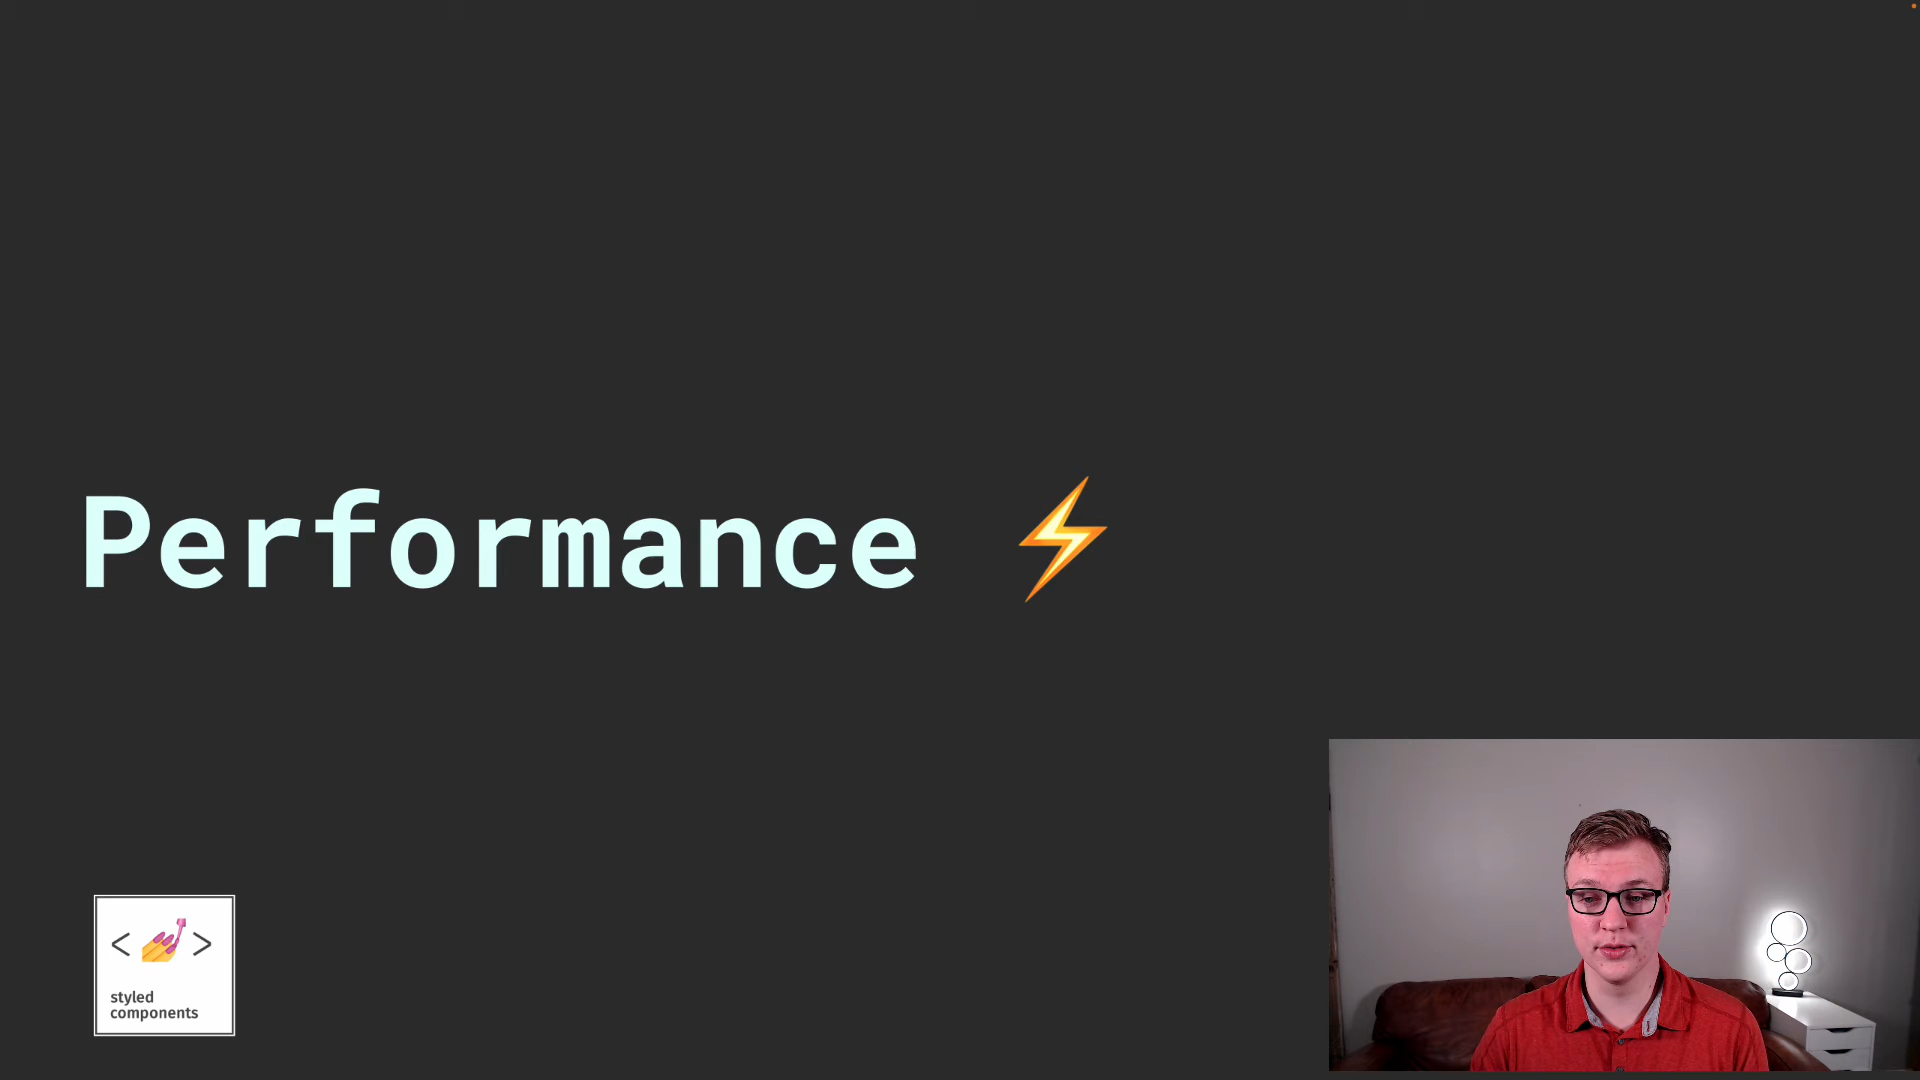 Performance ⚡
< 💅 >
styled
components